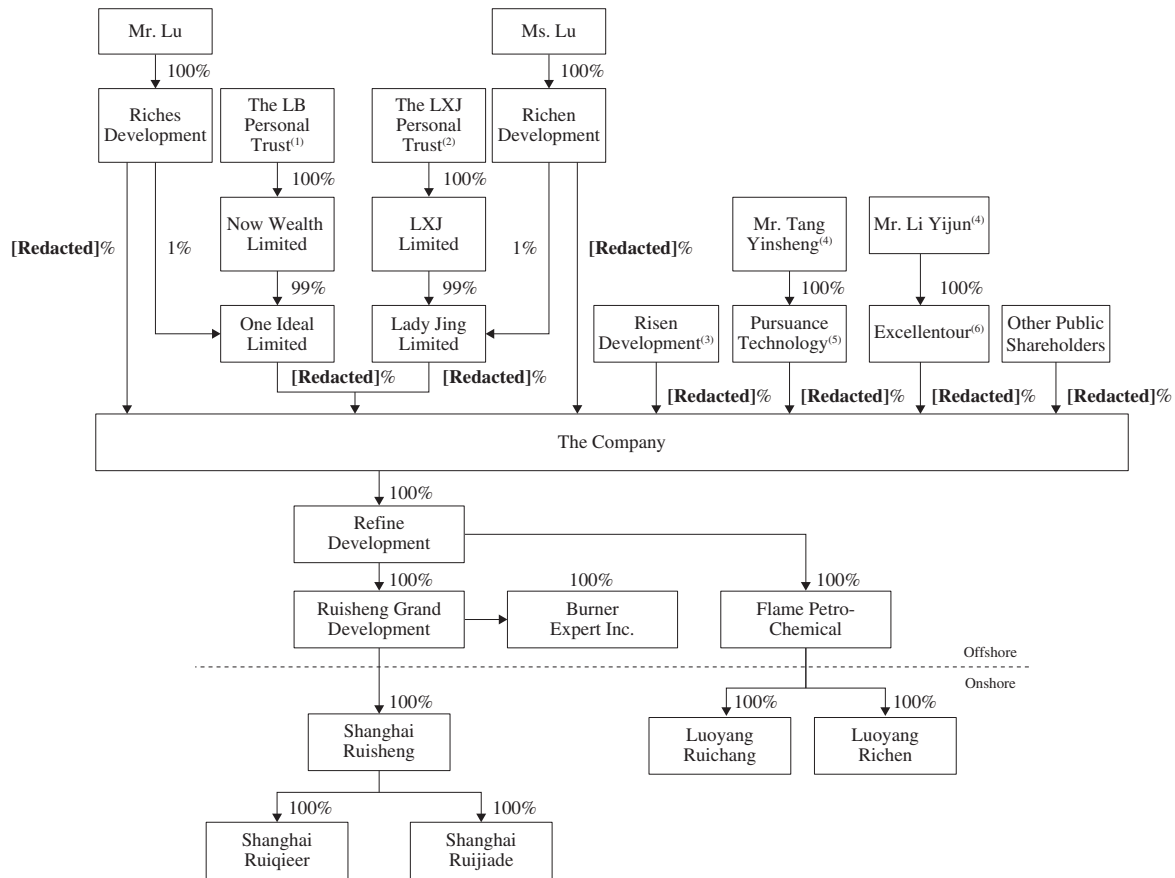 Mr. Lu
Ms. Lu
100%
100%
Riches
Development
The LB
Personal
Trust(1)
The LXJ
Personal
Trust(2)
Richen
Development
100%
100%
Now Wealth
Limited
LXJ
Limited
Mr. Tang
Yinsheng(4)
Mr. Li Yijun(4)
[Redacted]%
1%
1%
[Redacted]%
99%
99%
100%
100%
One Ideal
Limited
Lady Jing
Limited
Risen
Development(3)
Pursuance
Technology(5)
Excellentour(6)
Other Public
Shareholders
[Redacted]%
[Redacted]%
[Redacted]%
[Redacted]%
[Redacted]%
[Redacted]%
The Company
100%
Refine
Development
100%
100%
100%
Ruisheng Grand
Development
Burner
Expert Inc.
Flame Petro-
Chemical
Offshore
Onshore
100%
100%
100%
Shanghai
Ruisheng
Luoyang
Ruichang
Luoyang
Richen
100%
100%
Shanghai
Ruiqieer
Shanghai
Ruijiade